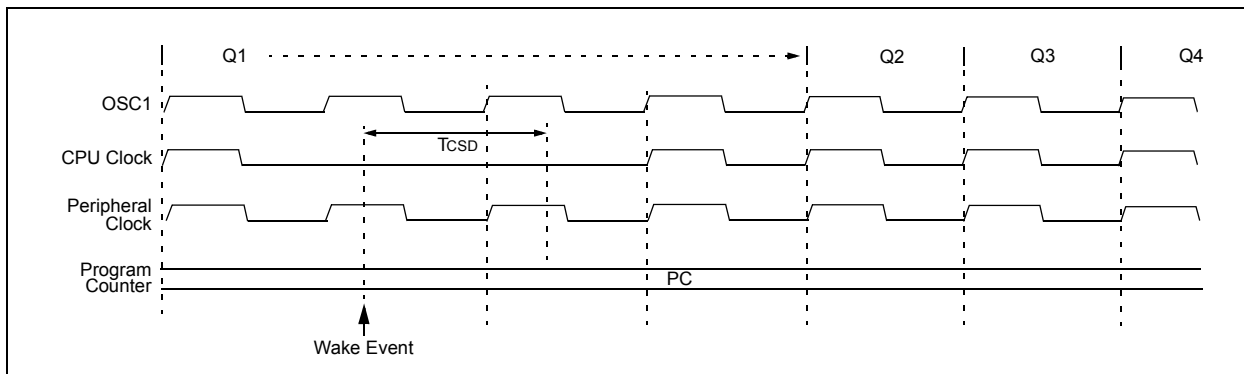 Q1 Q2 Q3 Q4
OSC1
TCSD
CPU Clock
Peripheral
Clock
Program
Counter
PC
Wake Event